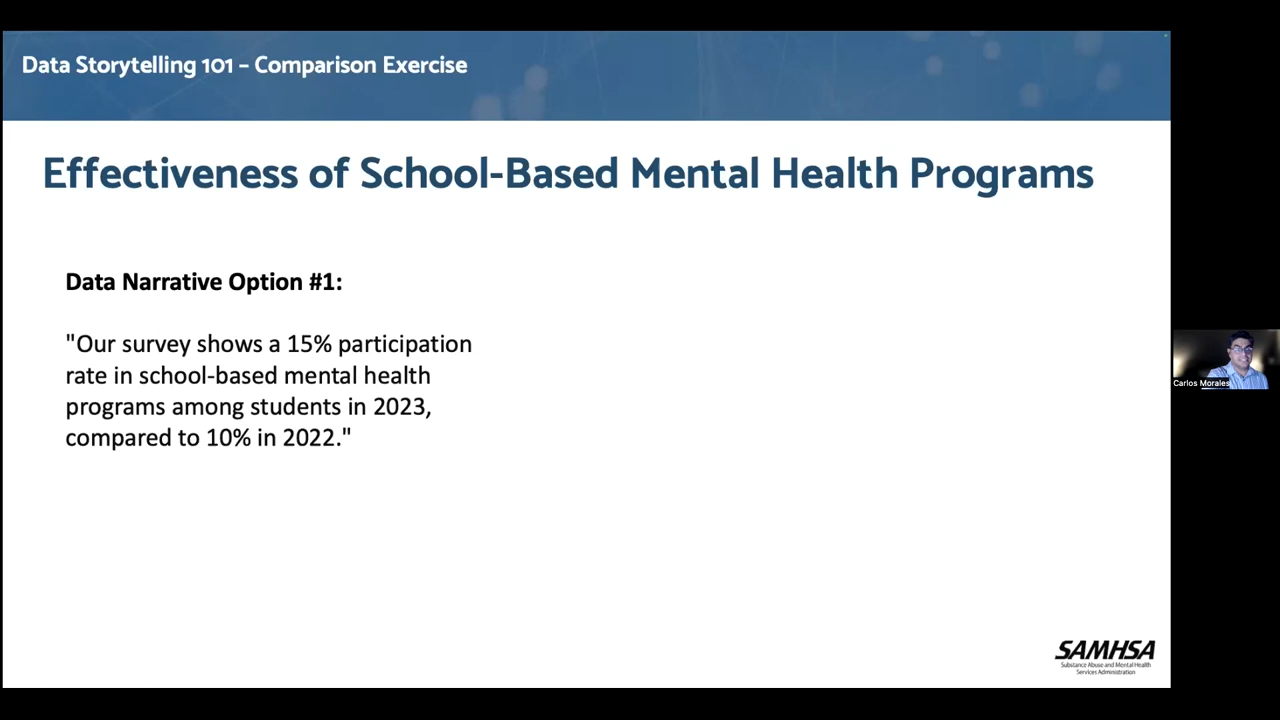 Data Storytelling 101 – Comparison Exercise
Effectiveness of School-Based Mental Health Programs
Data Narrative Option #1:
"Our survey shows a 15% participation
rate in school-based mental health
programs among students in 2023,
compared to 10% in 2022."
Carlos Morales
SAMHSA
Substance Abuse and Mental Health
Services Administration